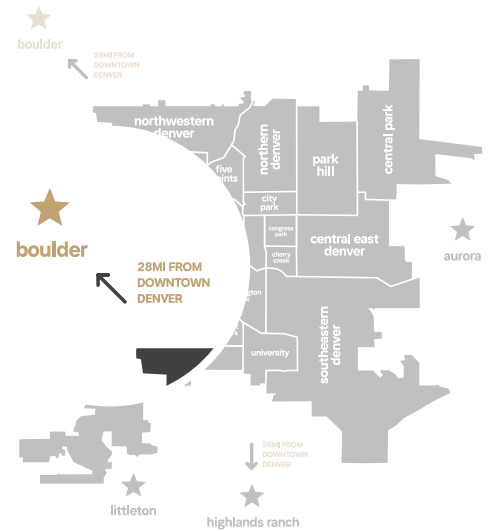 boulder
28MI FROM
DOWNTOWN
DENVER
northwestern
denver
northern
denver
central park
park
hill
five
city
park
congress
park
central east
denver
cherry
creek
aurora
boulder
28MI FROM
DOWNTOWN
DENVER
university
southeastern
denver
26MI FROM
DOWNTOWN
DENVER
littleton
highlands ranch